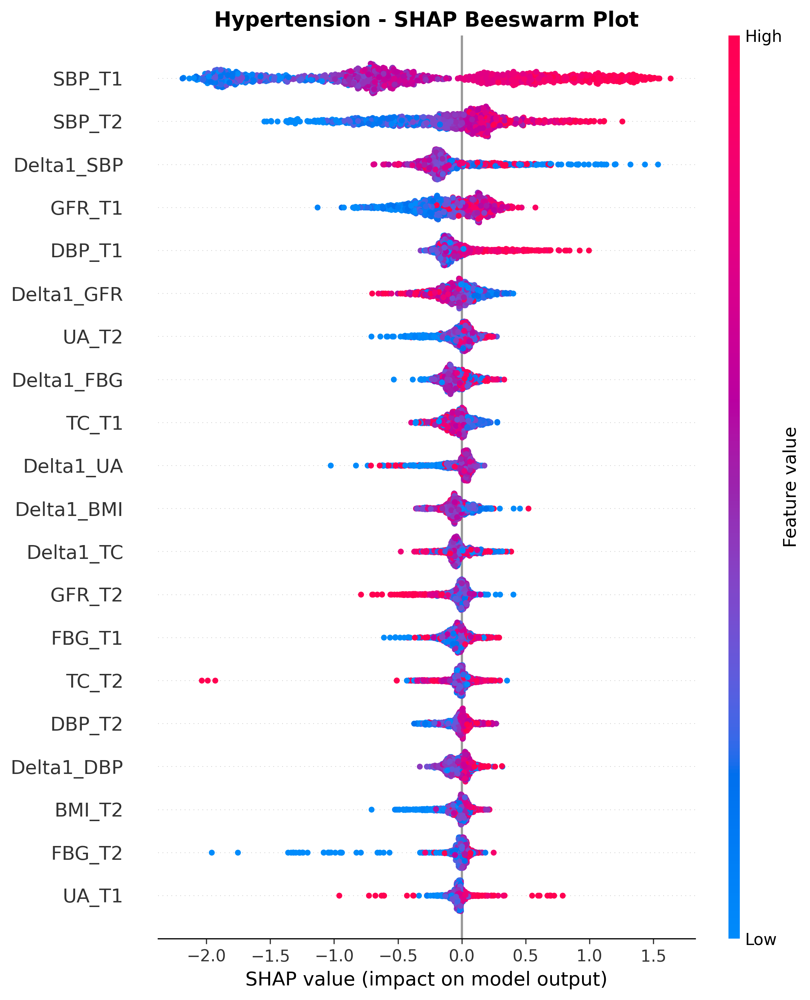 Hypertension - SHAP Beeswarm Plot
High
SBP_T1
SBP_T2
Delta1_SBP
GFR_T1
DBP_T1
Delta1_GFR
UA_T2
Delta1_FBG
TC_T1
Delta1_UA
Delta1_BMI
Delta1_TC
GFR_T2
FBG_T1
TC_T2
DBP_T2
Delta1_DBP
BMI_T2
FBG_T2
UA_T1
Feature value
Low
−2.0 −1.5 −1.0 −0.5 0.0 0.5 1.0 1.5
SHAP value (impact on model output)